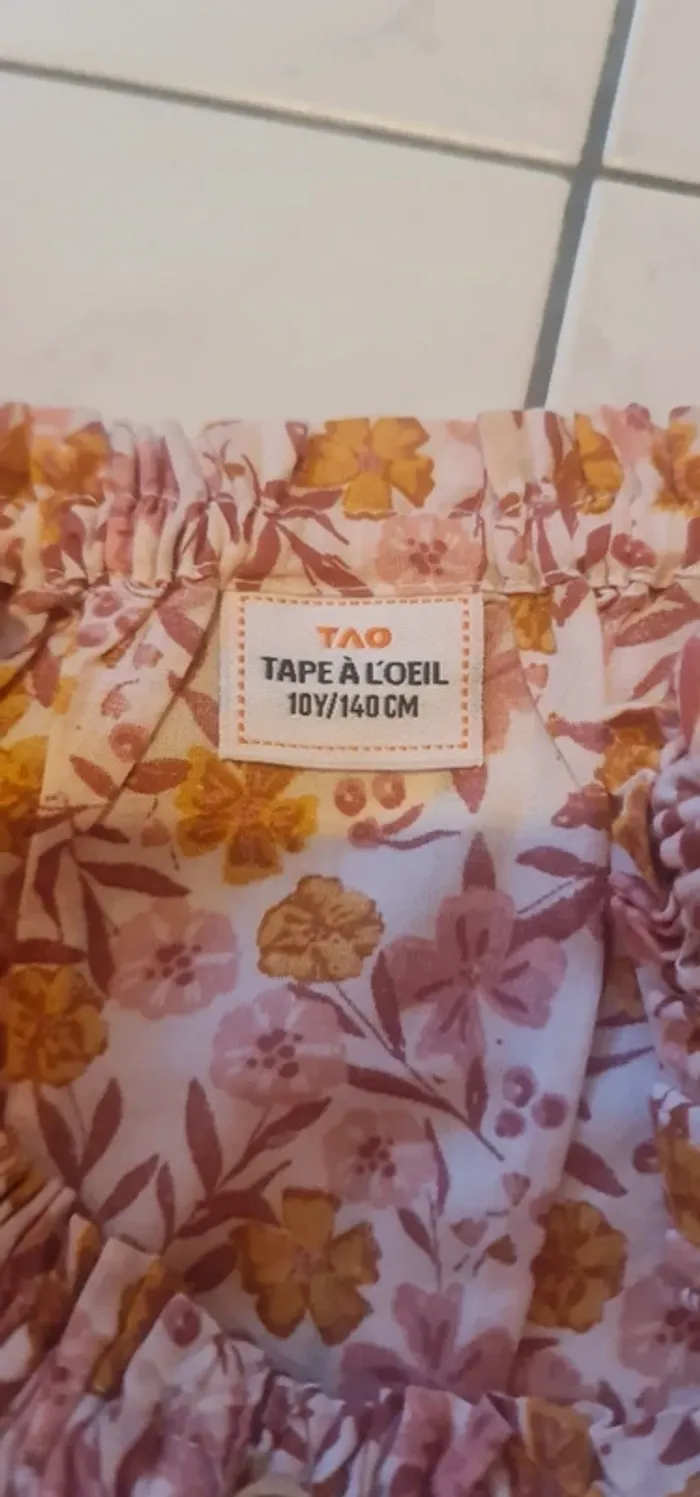 TAO
TAPE À L'OEIL
10Y/140 CM